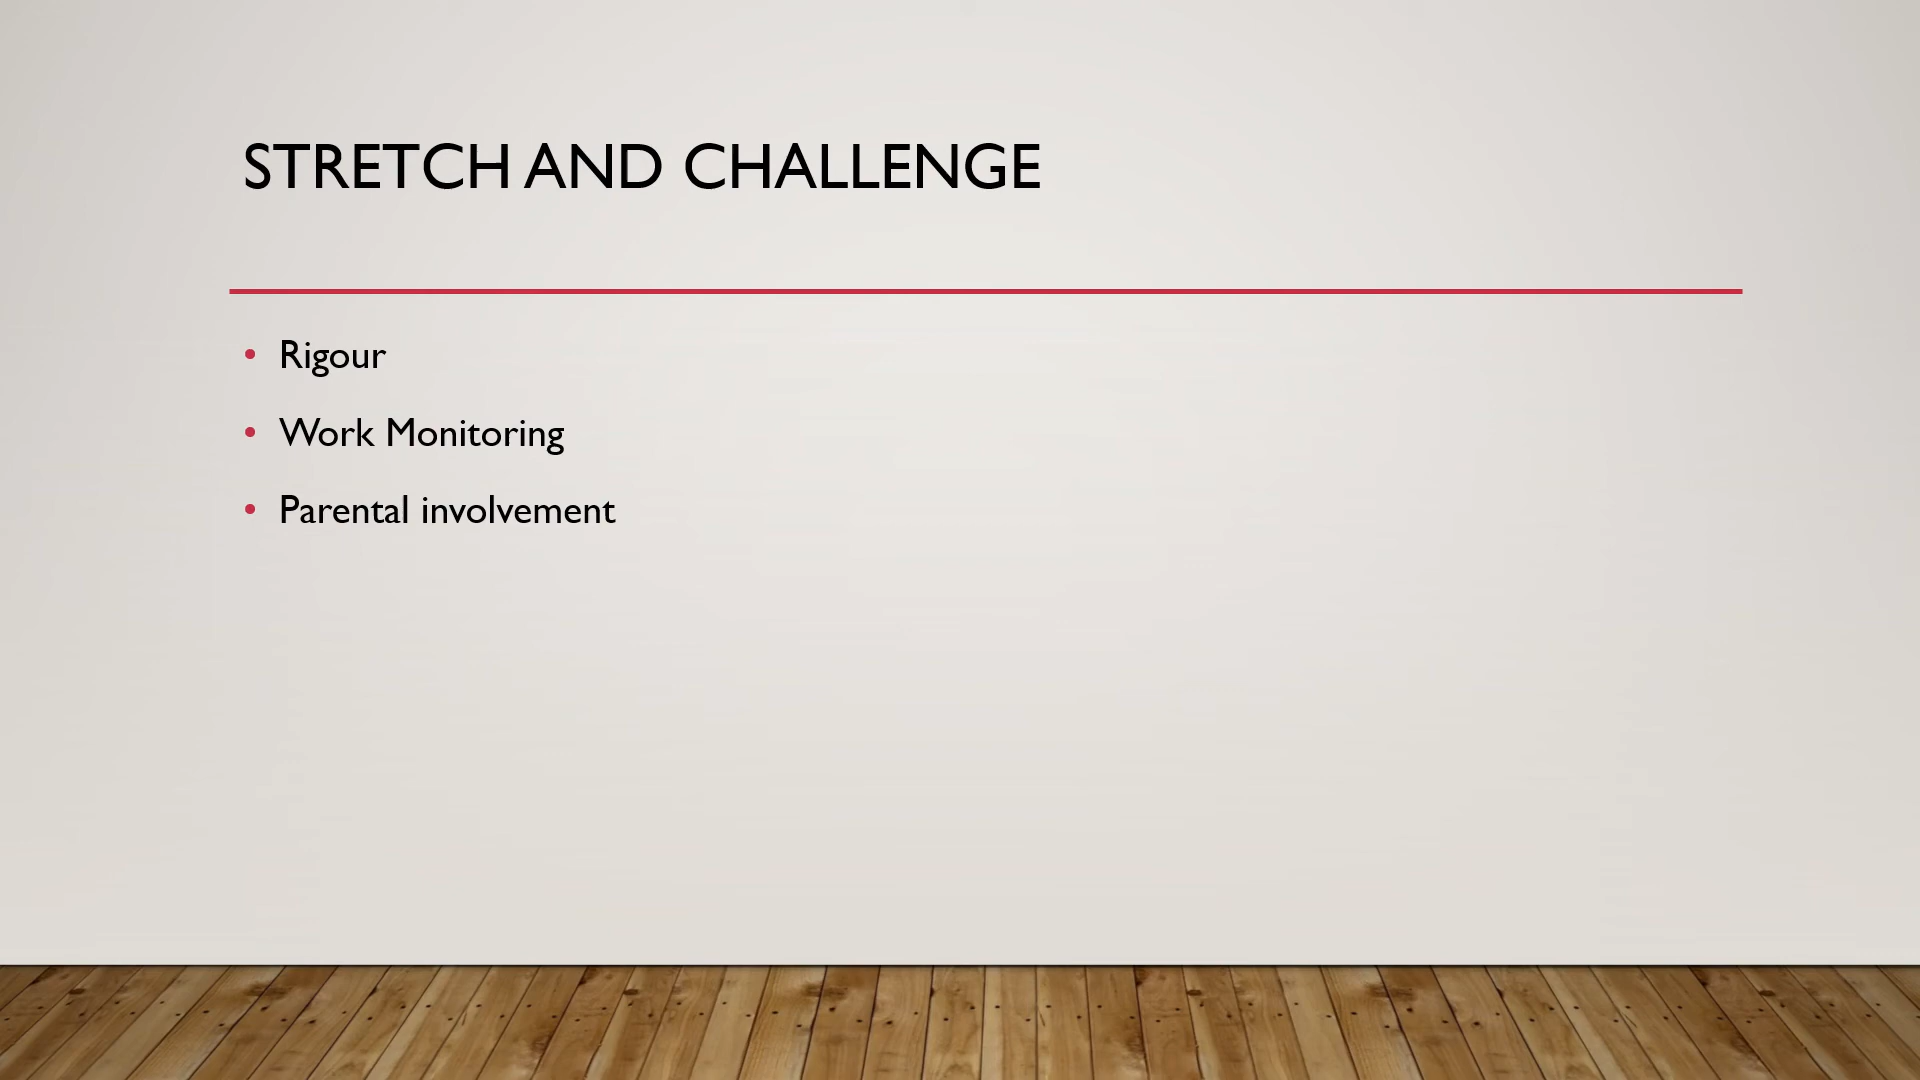 STRETCH AND CHALLENGE
• Rigour
• Work Monitoring
• Parental involvement